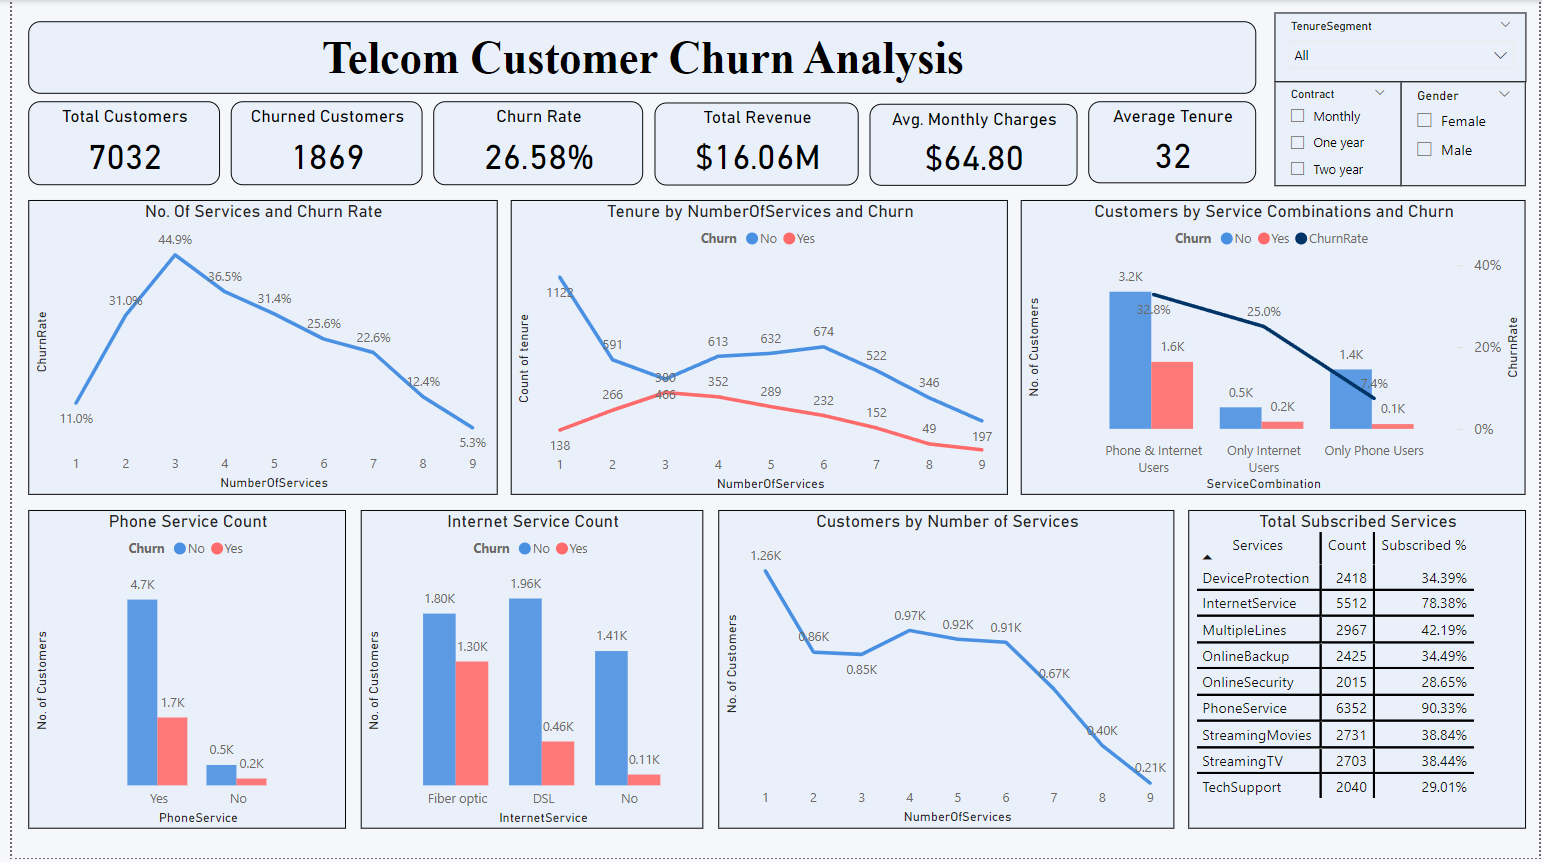 Telcom Customer Churn Analysis
TenureSegment
All
Contract
Monthly
One year
Two year
Gender
Female
Male
Total Customers
7032
Churned Customers
1869
Churn Rate
26.58%
Total Revenue
$16.06M
Avg. Monthly Charges
$64.80
Average Tenure
32
No. Of Services and Churn Rate
ChurnRate
44.9%
36.5%
31.0%
31.4%
25.6%
22.6%
12.4%
11.0%
5.3%
1 2 3 4 5 6 7 8 9
NumberOfServices
Tenure by NumberOfServices and Churn
Churn No Yes
Count of tenure
1122
591
613
632
674
522
346
197
138
266
466
352
289
232
152
49
1 2 3 4 5 6 7 8 9
NumberOfServices
Customers by Service Combinations and Churn
Churn No Yes ChurnRate
No. of Customers
3.2K
32.8%
1.6K
25.0%
0.5K
0.2K
1.4K
7.4%
0.1K
40%
20%
0%
ChurnRate
Phone & Internet
Users
Only Internet
Users
Only Phone Users
ServiceCombination
Phone Service Count
Churn No Yes
No. of Customers
4.7K
1.7K
0.5K
0.2K
Yes No
PhoneService
Internet Service Count
Churn No Yes
No. of Customers
1.80K
1.30K
1.96K
0.46K
1.41K
0.11K
Fiber optic DSL No
InternetService
Customers by Number of Services
No. of Customers
1.26K
0.86K
0.85K
0.97K
0.92K
0.91K
0.67K
0.40K
0.21K
1 2 3 4 5 6 7 8 9
NumberOfServices
Total Subscribed Services
Services Count Subscribed %
DeviceProtection 2418 34.39%
InternetService 5512 78.38%
MultipleLines 2967 42.19%
OnlineBackup 2425 34.49%
OnlineSecurity 2015 28.65%
PhoneService 6352 90.33%
StreamingMovies 2731 38.84%
StreamingTV 2703 38.44%
TechSupport 2040 29.01%